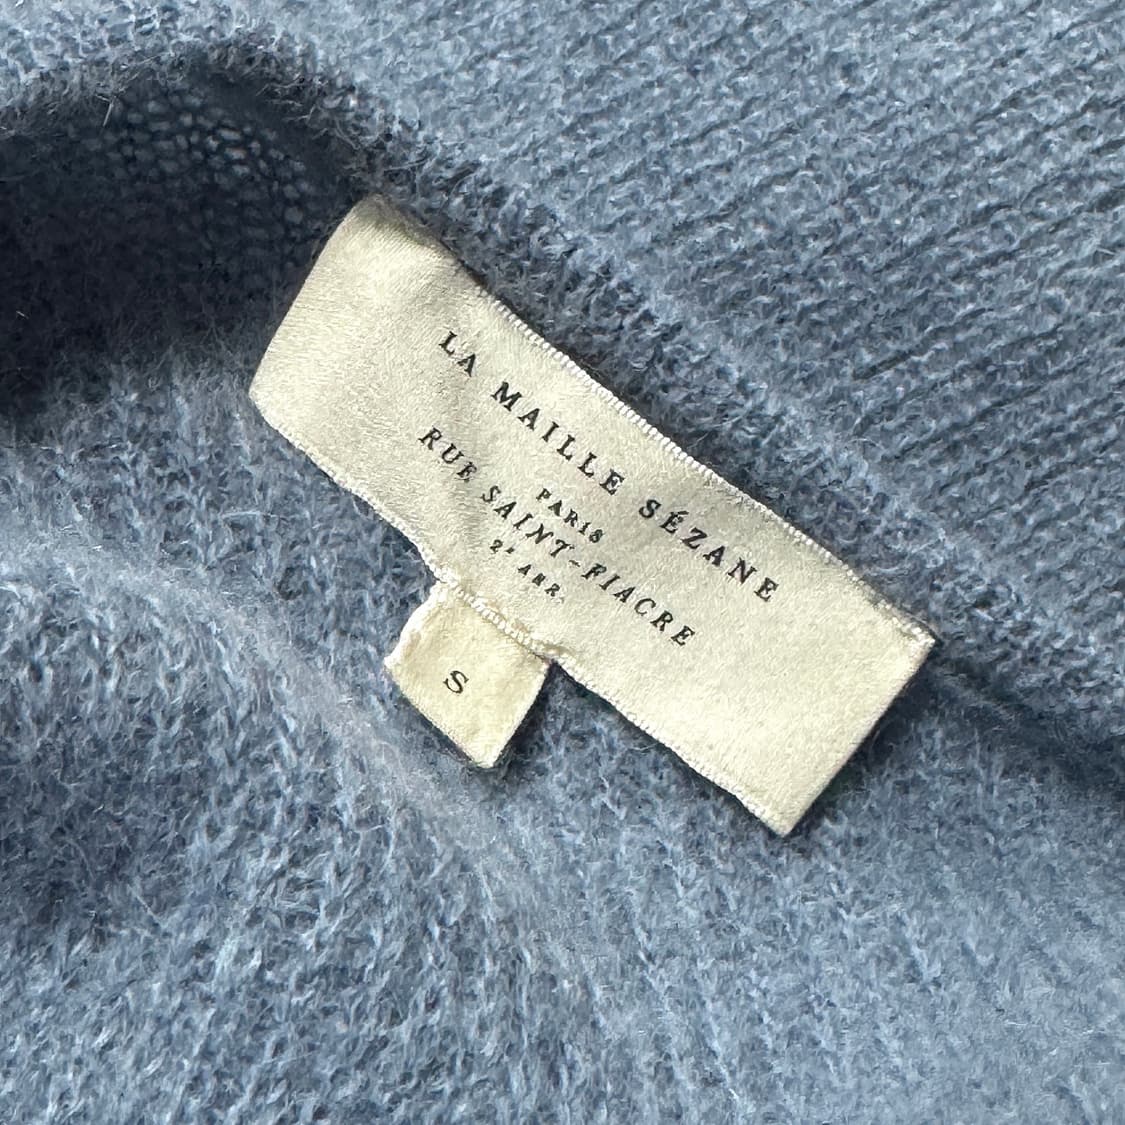 LA MAILLE SÉZANE
PARIS
RUE SAINT-FIACRE
2e ARR.
S